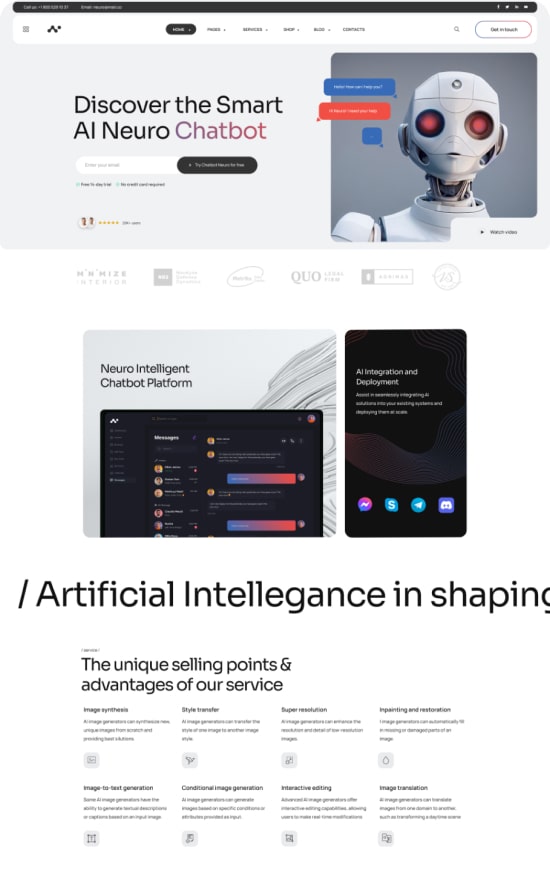 Call us: +1 800 529 10 37 Email: neuro@mail.co
HOME PAGES SERVICES SHOP BLOG CONTACTS
Get in touch
Hello! How can I help you?
Hi Neuro! I need your help
...
Discover the Smart
AI Neuro Chatbot
Enter your email
Try Chatbot Neuro for free
Free 14-day trial No credit card required
Watch video
INTERIOR
QUO LEGAL
FIRM
Neuro Intelligent
Chatbot Platform
Messages
AI Integration and
Deployment
Assist in seamlessly integrating AI
solutions into your existing systems and
deploying them at scale.
/ Artificial Intellegance in shaping
/ service /
The unique selling points &
advantages of our service
Image synthesis
AI image generators can synthesize new,
unique images from scratch and
providing best solutions.
Style transfer
AI image generators can transfer the
style of one image to another image
style.
Super resolution
AI image generators can enhance the
resolution and detail of low-resolution
images.
Inpainting and restoration
I image generators can automatically fill
in missing or damaged parts of an
image.
Image-to-text generation
Some AI image generators have the
ability to generate textual descriptions
or captions based on an input image.
Conditional image generation
AI image generators can generate
images based on specific conditions or
attributes provided as input.
Interactive editing
Advanced AI image generators offer
interactive editing capabilities, allowing
users to make real-time modifications
Image translation
AI image generators can translate
images from one domain to another,
such as transforming a daytime scene